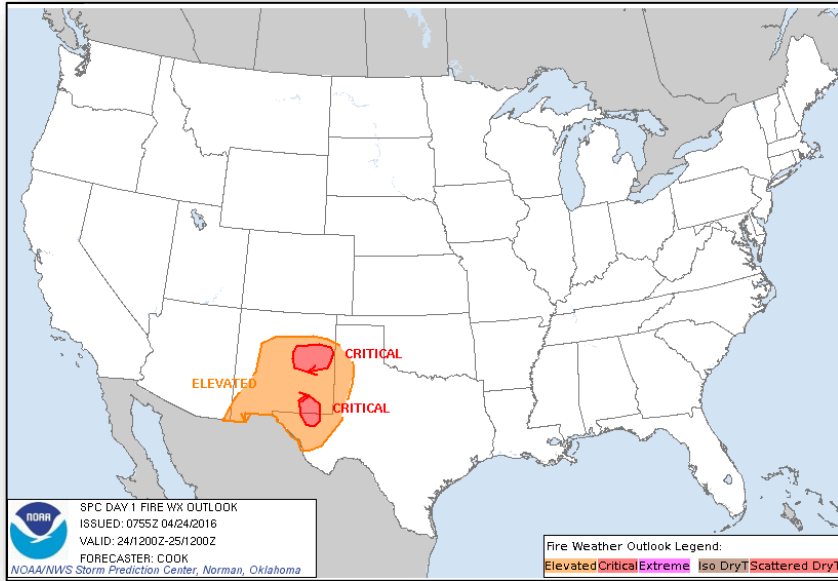 CRITICAL
ELEVATED
CRITICAL
NOAA
SPC DAY 1 FIRE WX OUTLOOK
ISSUED: 0755Z 04/24/2016
VALID: 24/1200Z-25/1200Z
FORECASTER: COOK
NOAA/NWS Storm Prediction Center, Norman, Oklahoma
Fire Weather Outlook Legend:
Elevated Critical Extreme Iso DryT Scattered DryT